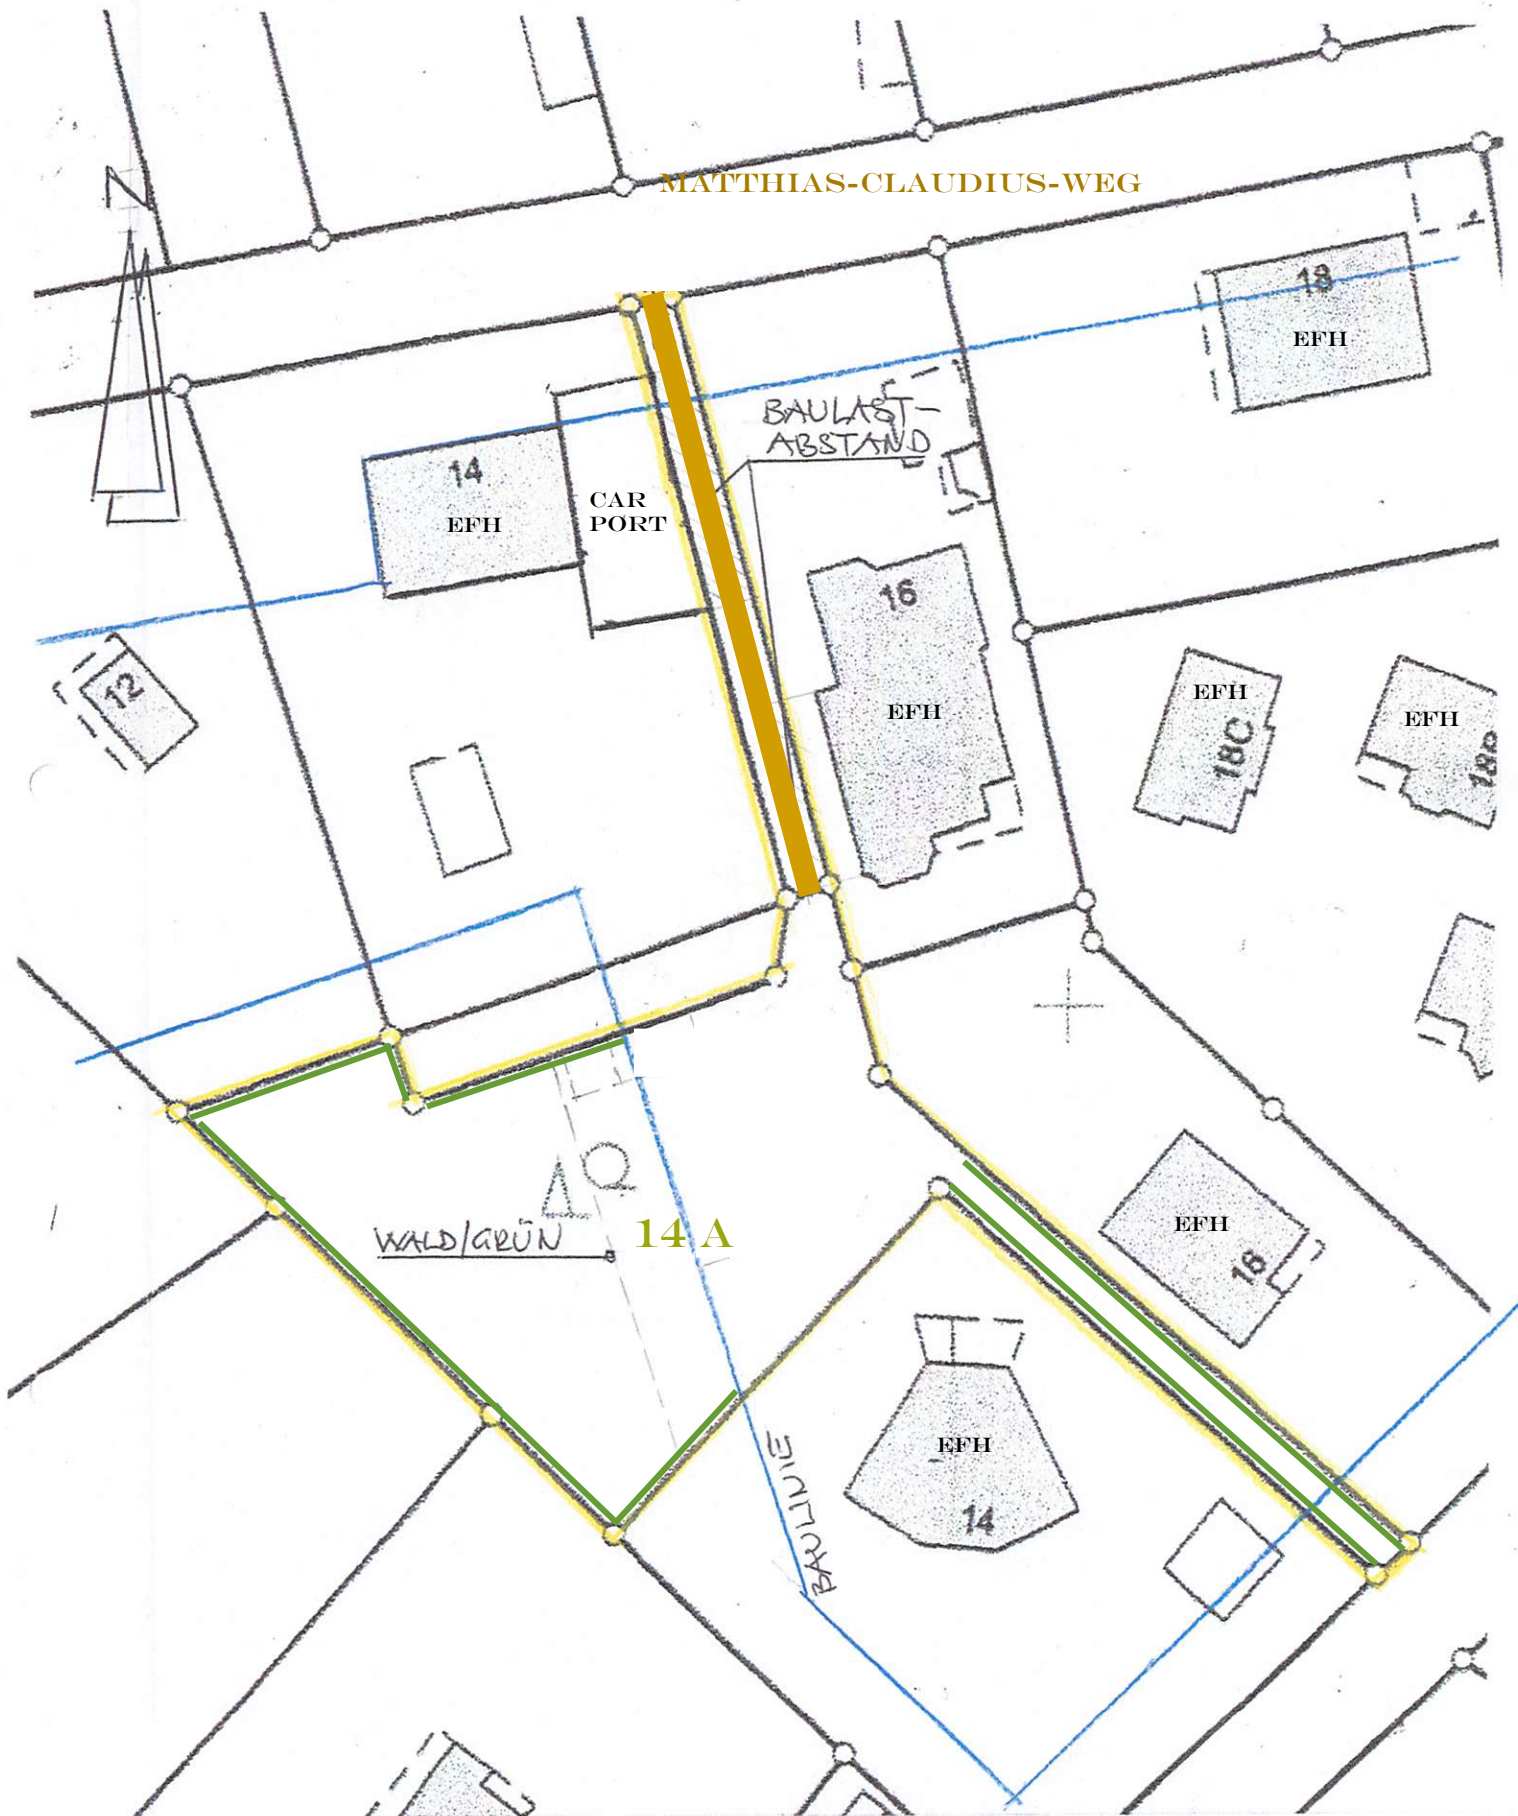 N
MATTHIAS-CLAUDIUS-WEG
18
EFH
BAULAST-
ABSTAND
14
EFH
CAR
PORT
16
EFH
12
EFH
18C
EFH
Q
WALD/GRÜN
14 A
EFH
16
EFH
14
BAULINIE